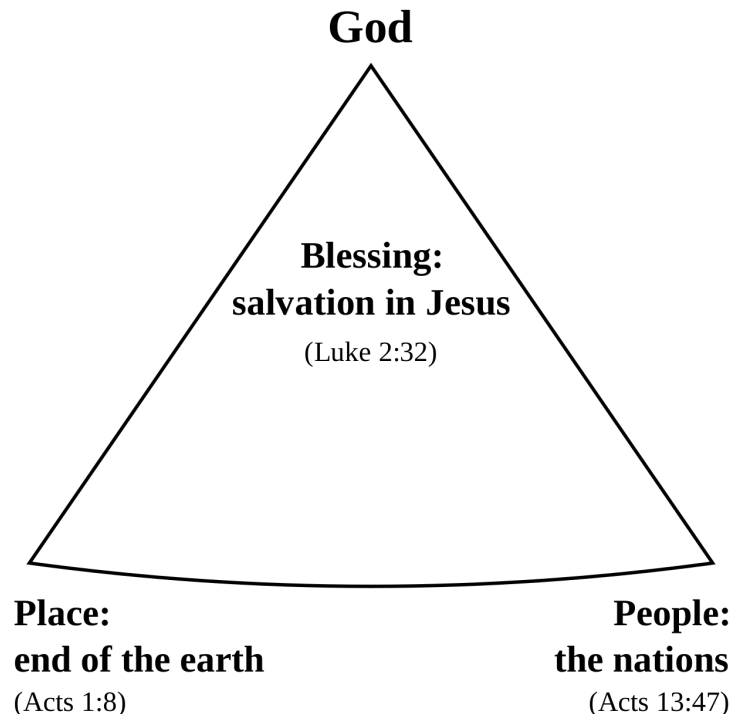 God
Blessing:
salvation in Jesus
(Luke 2:32)
Place:
end of the earth
(Acts 1:8)
People:
the nations
(Acts 13:47)